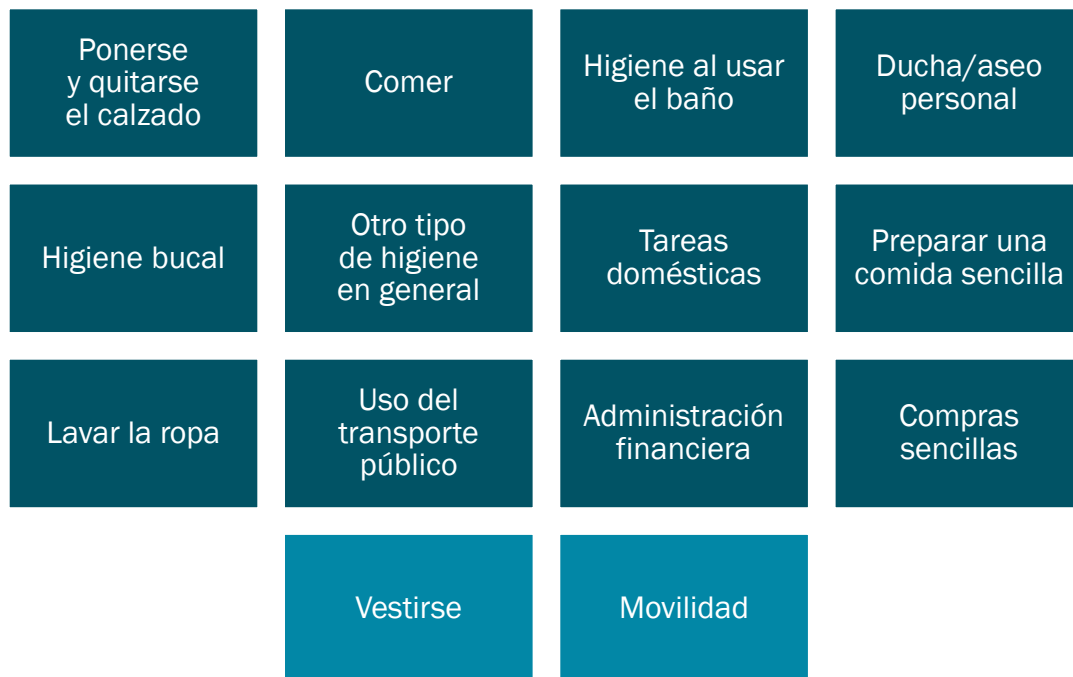 Ponerse
y quitarse
el calzado
Comer
Higiene al usar
el baño
Ducha/aseo
personal
Higiene bucal
Otro tipo
de higiene
en general
Tareas
domésticas
Preparar una
comida sencilla
Lavar la ropa
Uso del
transporte
público
Administración
financiera
Compras
sencillas
Vestirse
Movilidad